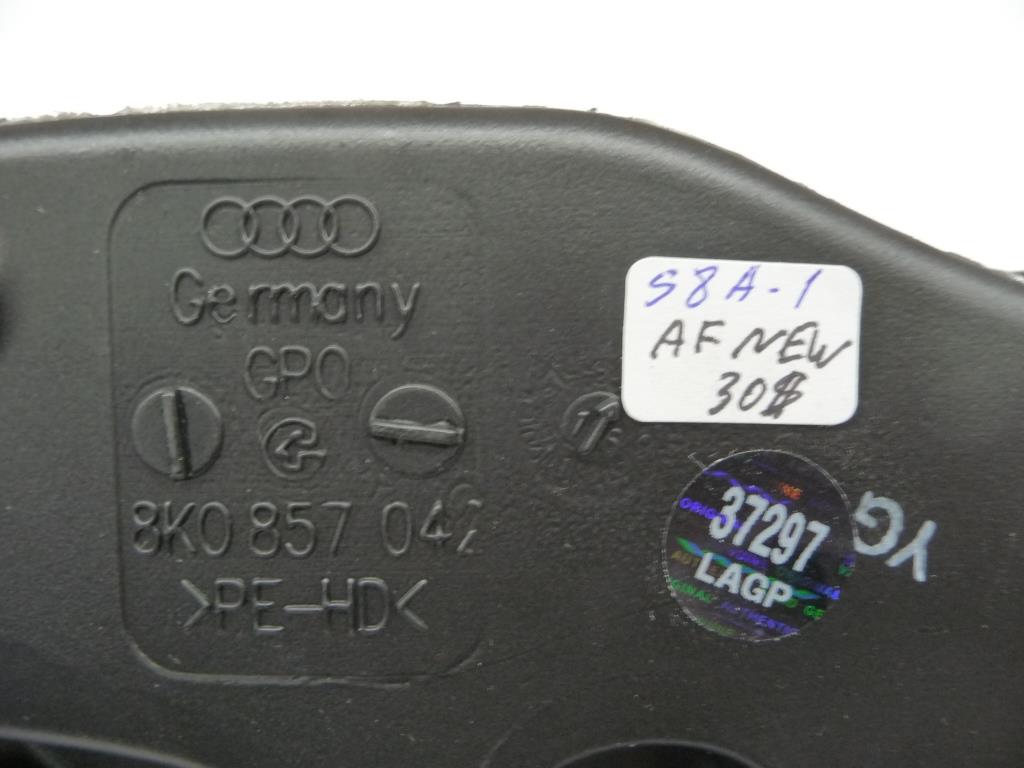 Germany
GPO
8K0 857 042
>PE-HD<
S8A-1
AF NEW
30$
37297
LAGP
YG